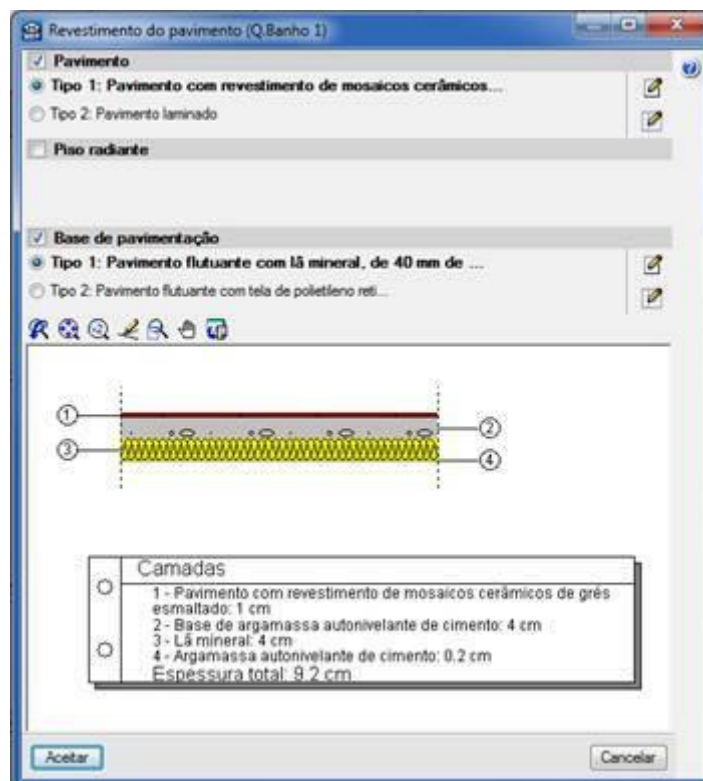 Revestimento do pavimento (Q.Banho 1)
Pavimento
Tipo 1: Pavimento com revestimento de mosaicos cerâmicos...
Tipo 2: Pavimento laminado
Piso radiante
Base de pavimentação
Tipo 1: Pavimento flutuante com lã mineral, de 40 mm de ...
Tipo 2: Pavimento flutuante com tela de polietileno reti...
1
2
3
4
Camadas
1 - Pavimento com revestimento de mosaicos cerâmicos de grés
esmaltado: 1 cm
2 - Base de argamassa autonivelante de cimento: 4 cm
3 - Lã mineral: 4 cm
4 - Argamassa autonivelante de cimento: 0.2 cm
Espessura total: 9.2 cm
Aceitar
Cancelar